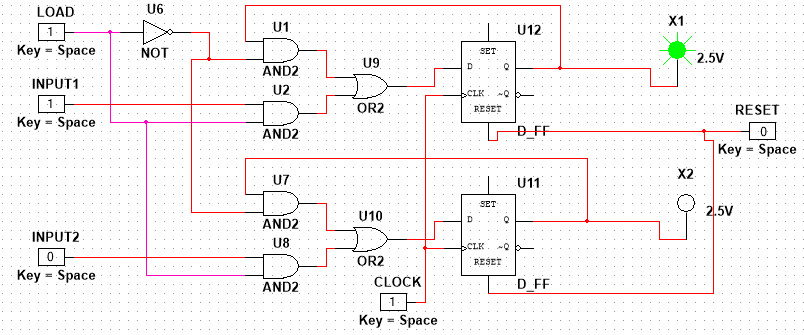 LOAD
1
Key = Space
U6
NOT
U1
AND2
U9
OR2
U12
SET
D
Q
CLK
~Q
RESET
D_FF
X1
2.5V
INPUT1
1
Key = Space
U2
AND2
RESET
0
Key = Space
U7
AND2
U10
OR2
U11
SET
D
Q
CLK
~Q
RESET
D_FF
X2
2.5V
INPUT2
0
Key = Space
U8
AND2
CLOCK
1
Key = Space